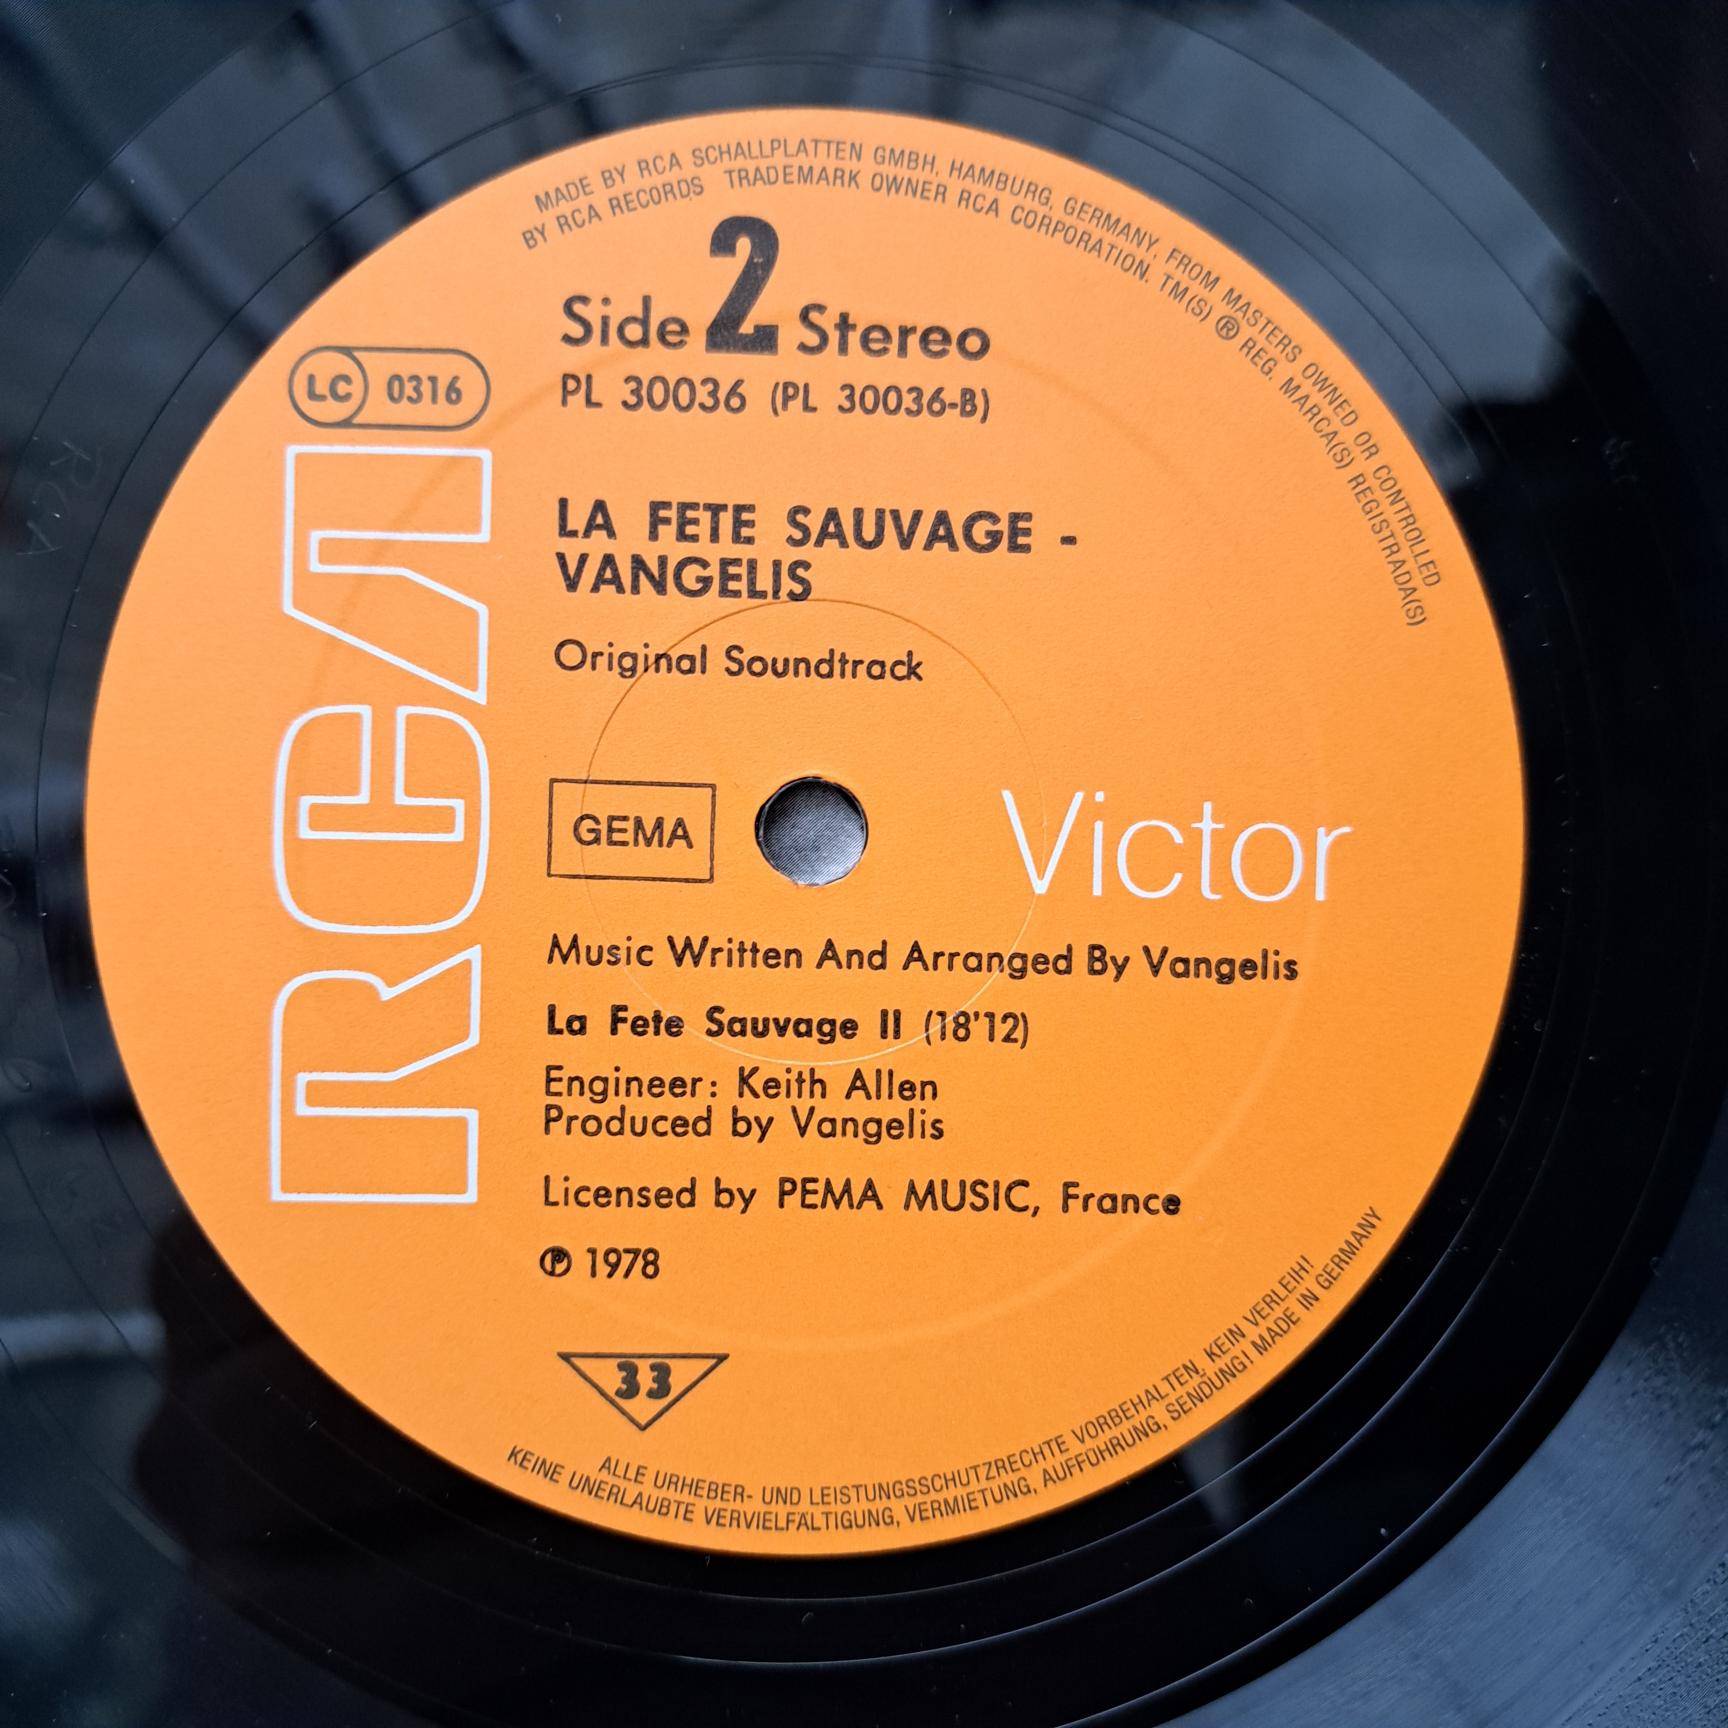 MADE BY RCA SCHALLPLATTEN GMBH, HAMBURG, GERMANY, FROM MASTERS OWNED OR CONTROLLED
BY RCA RECORDS TRADEMARK OWNER RCA CORPORATION. TM(S) ® REG. MARCA(S) REGISTRADA(S)
Side 2 Stereo
LC 0316
PL 30036 (PL 30036-B)
RCA
LA FETE SAUVAGE -
VANGELIS
Original Soundtrack
GEMA
Victor
Music Written And Arranged By Vangelis
La Fete Sauvage II (18'12)
Engineer: Keith Allen
Produced by Vangelis
Licensed by PEMA MUSIC, France
℗ 1978
33
ALLE URHEBER- UND LEISTUNGSSCHUTZRECHTE VORBEHALTEN, KEIN VERLEIH!
KEINE UNERLAUBTE VERVIELFÄLTIGUNG, VERMIETUNG, AUFFÜHRUNG, SENDUNG! MADE IN GERMANY